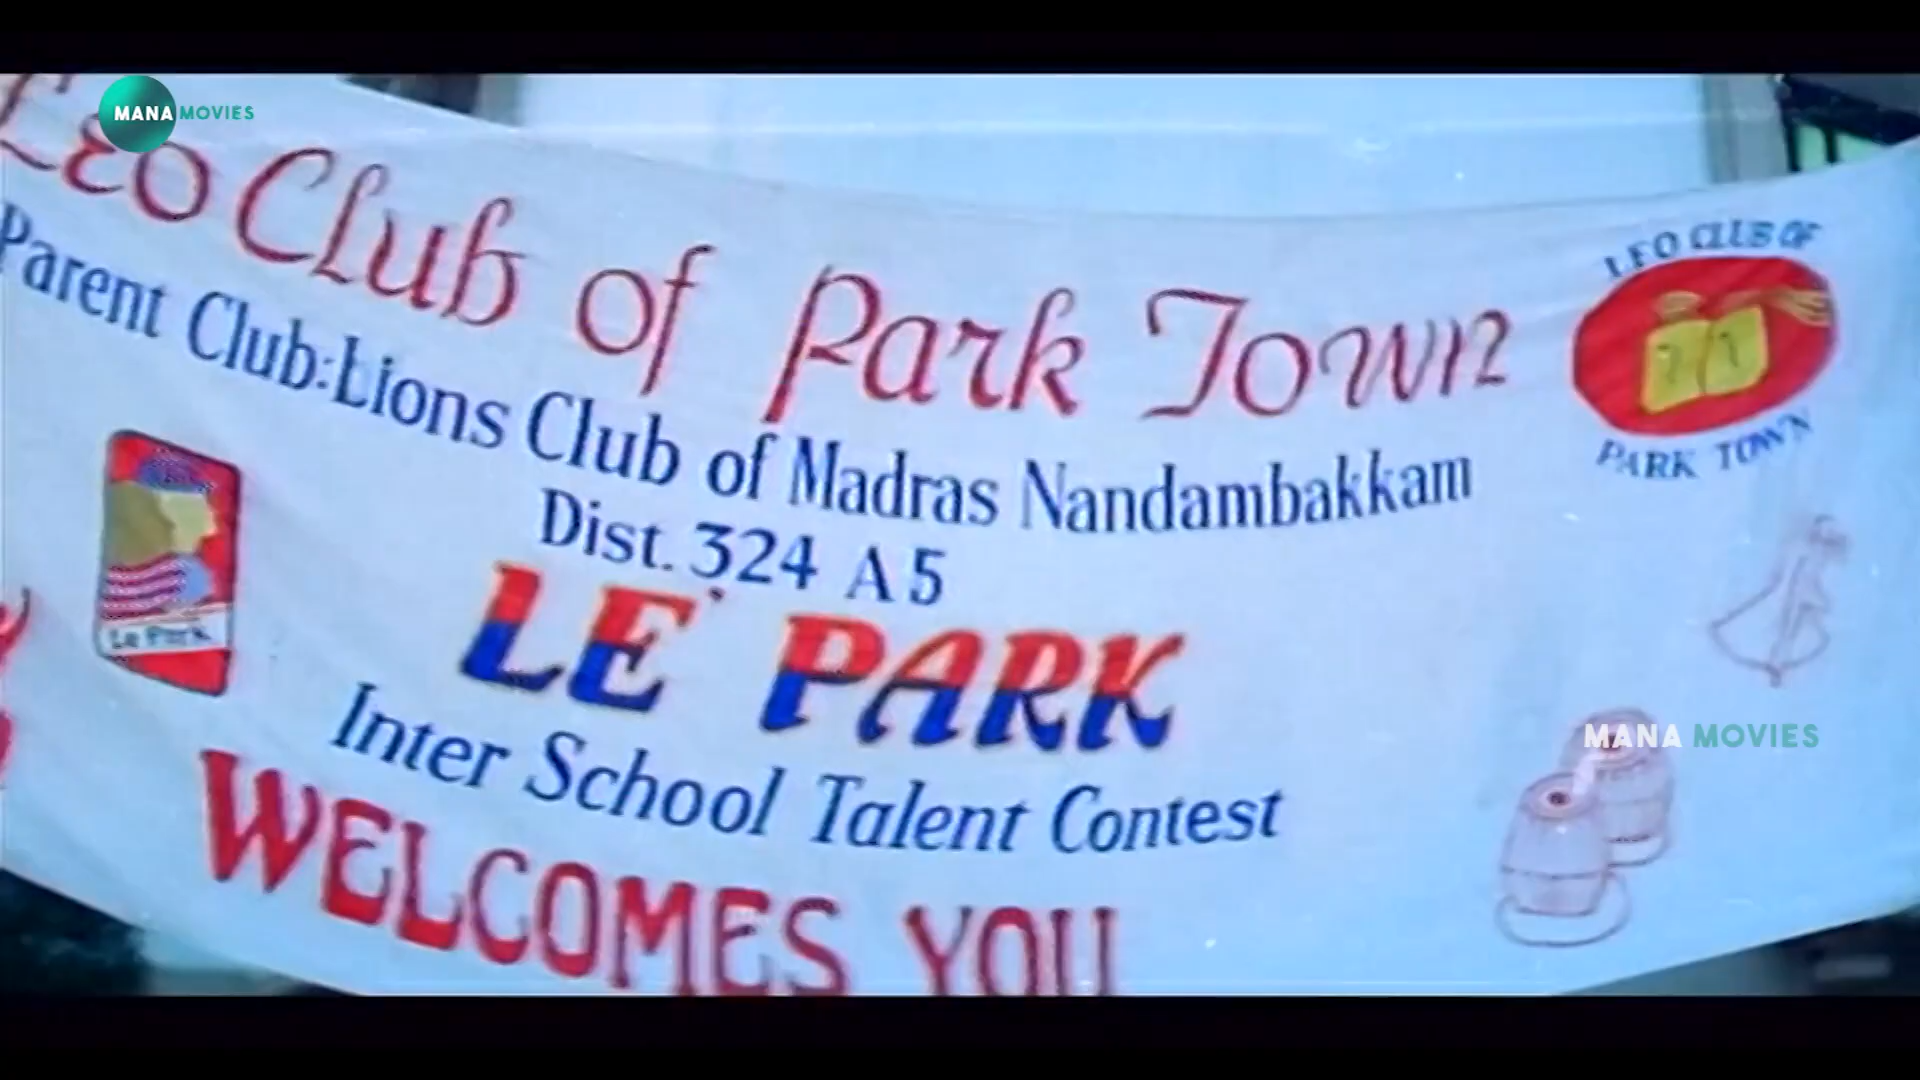 MANA MOVIES
Leo Club of Park Town
Parent Club:Lions Club of Madras Nandambakkam
Dist. 324 A5
LE' PARK
Inter School Talent Contest
WELCOMES YOU
LEO CLUB OF
PARK TOWN
Le Park
MANA MOVIES